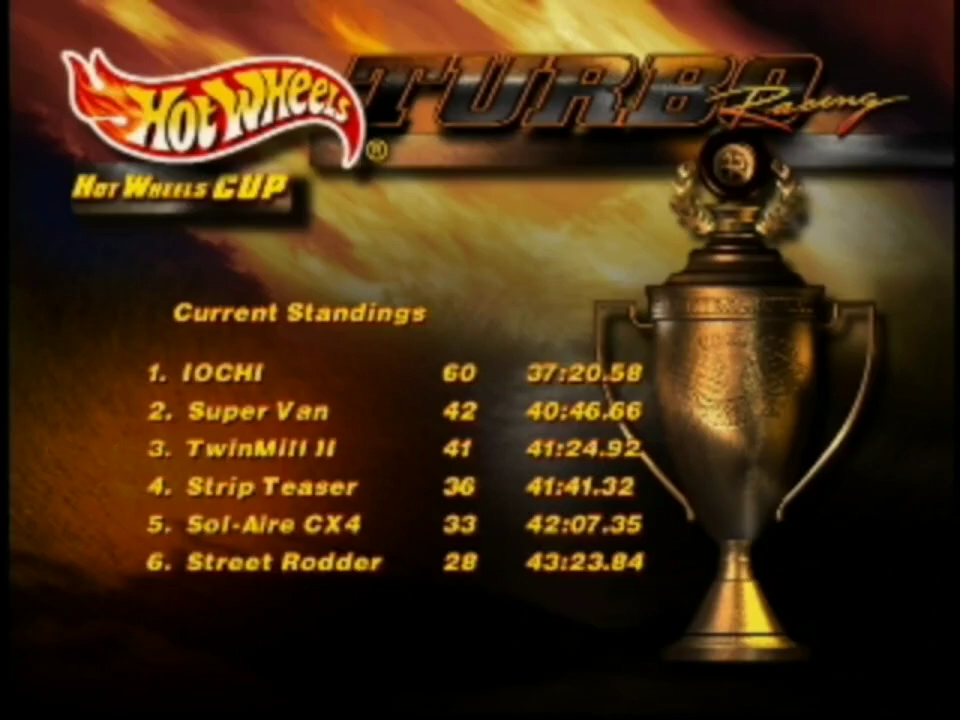 Hot Wheels ®
TURBO Racing
HOT WHEELS CUP
Current Standings
1. IOCHI 60 37:20.58
2. Super Van 42 40:46.66
3. TwinMill II 41 41:24.92
4. Strip Teaser 36 41:41.32
5. Sol-Aire CX4 33 42:07.35
6. Street Rodder 28 43:23.84